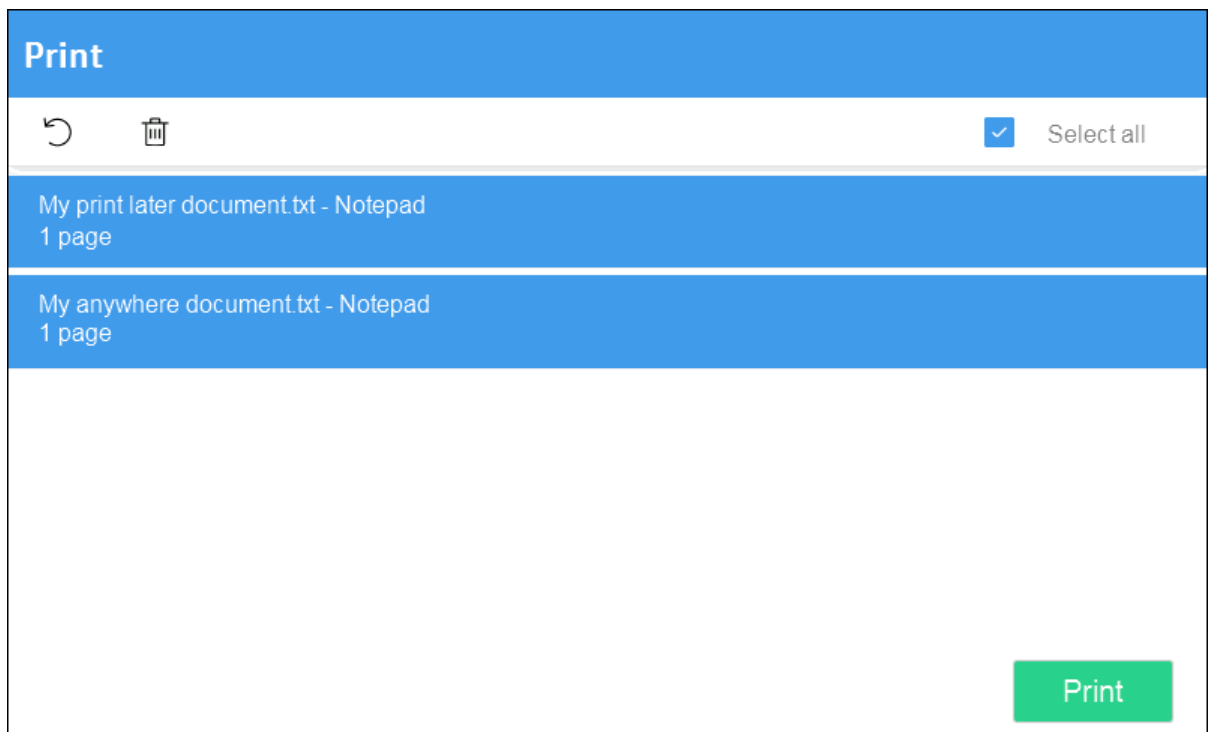 Print
Select all
My print later document.txt - Notepad
1 page
My anywhere document.txt - Notepad
1 page
Print